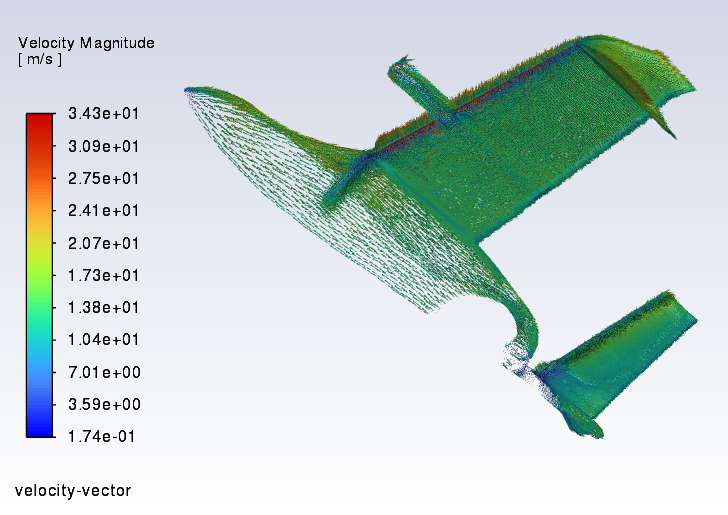 Velocity Magnitude
[ m/s ]
3.43e+01
3.09e+01
2.75e+01
2.41e+01
2.07e+01
1.73e+01
1.38e+01
1.04e+01
7.01e+00
3.59e+00
1.74e-01
velocity-vector